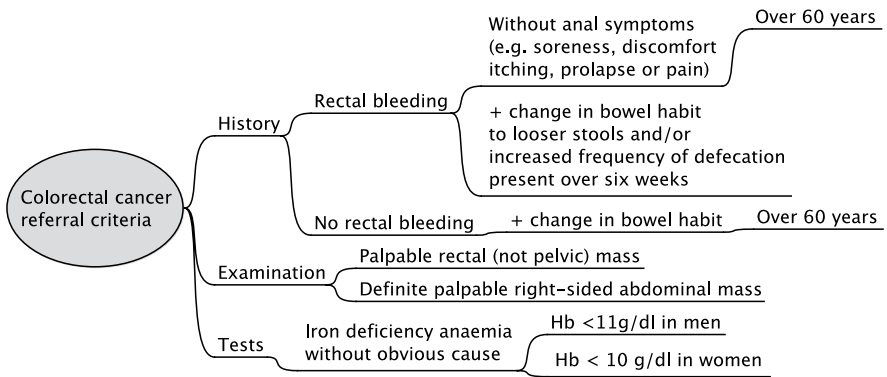 Colorectal cancer
referral criteria
History
Rectal bleeding
Without anal symptoms
(e.g. soreness, discomfort
itching, prolapse or pain)
Over 60 years
+ change in bowel habit
to looser stools and/or
increased frequency of defecation
present over six weeks
No rectal bleeding
+ change in bowel habit
Over 60 years
Examination
Palpable rectal (not pelvic) mass
Definite palpable right-sided abdominal mass
Tests
Iron deficiency anaemia
without obvious cause
Hb <11g/dl in men
Hb < 10 g/dl in women